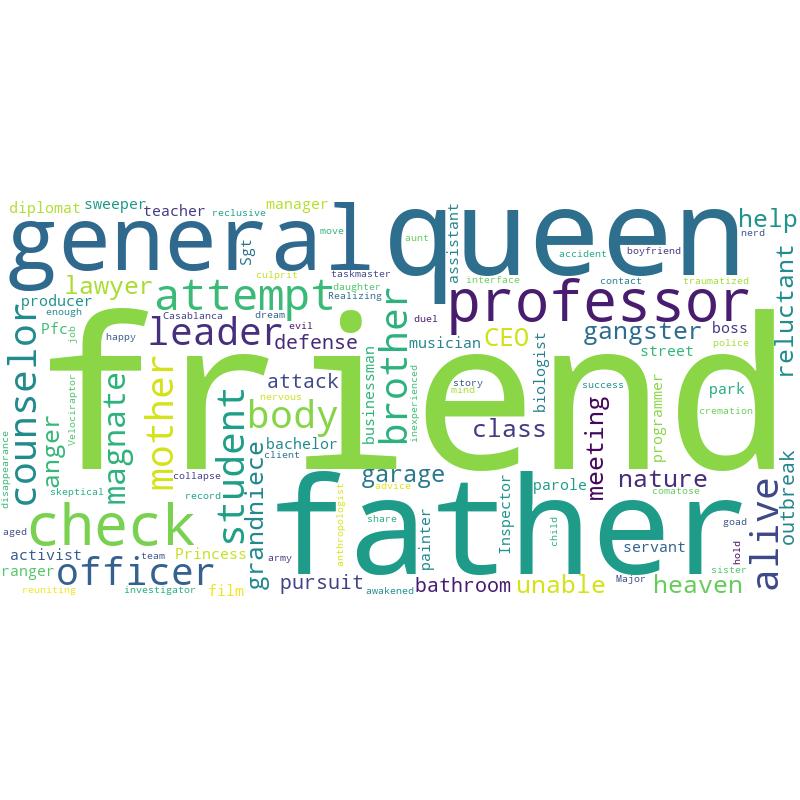 diplomat
sweeper
teacher
reclusive
manager
general
queen
help
move
Sgt
aunt
assistant
accident
boyfriend
nerd
lawyer
culprit
taskmaster
daughter
interface
contact
traumatized
reluctant
producer
attempt
Realizing
professor
enough
Pfc
Casablanca
dream
duel
counselor
job
happy
leader
evil
defense
brother
musician
CEO
gangster
boss
street
police
friend
Velociraptor
magnate
mother
attack
businessman
inexperienced
story
mind
biologist
success
programmer
park
cremation
student
nervous
body
bachelor
client
class
meeting
anger
disappearance
skeptical
collapse
record
grandniece
garage
advice
anthropologist
share
father
Inspector
parole
nature
comatose
outbreak
check
alive
goad
aged
activist
team
Princess
army
painter
child
servant
hold
sister
ranger
officer
pursuit
awakened
bathroom
unable
Major
heaven
reuniting
investigator
film